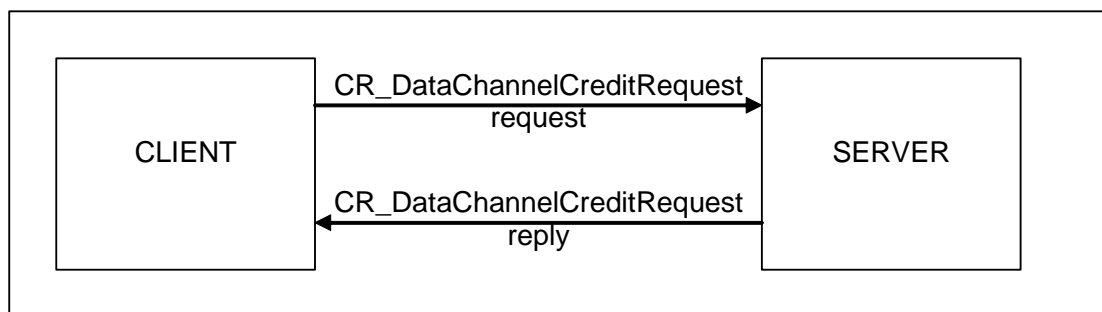 CR_DataChannelCreditRequest
request
CLIENT
SERVER
CR_DataChannelCreditRequest
reply